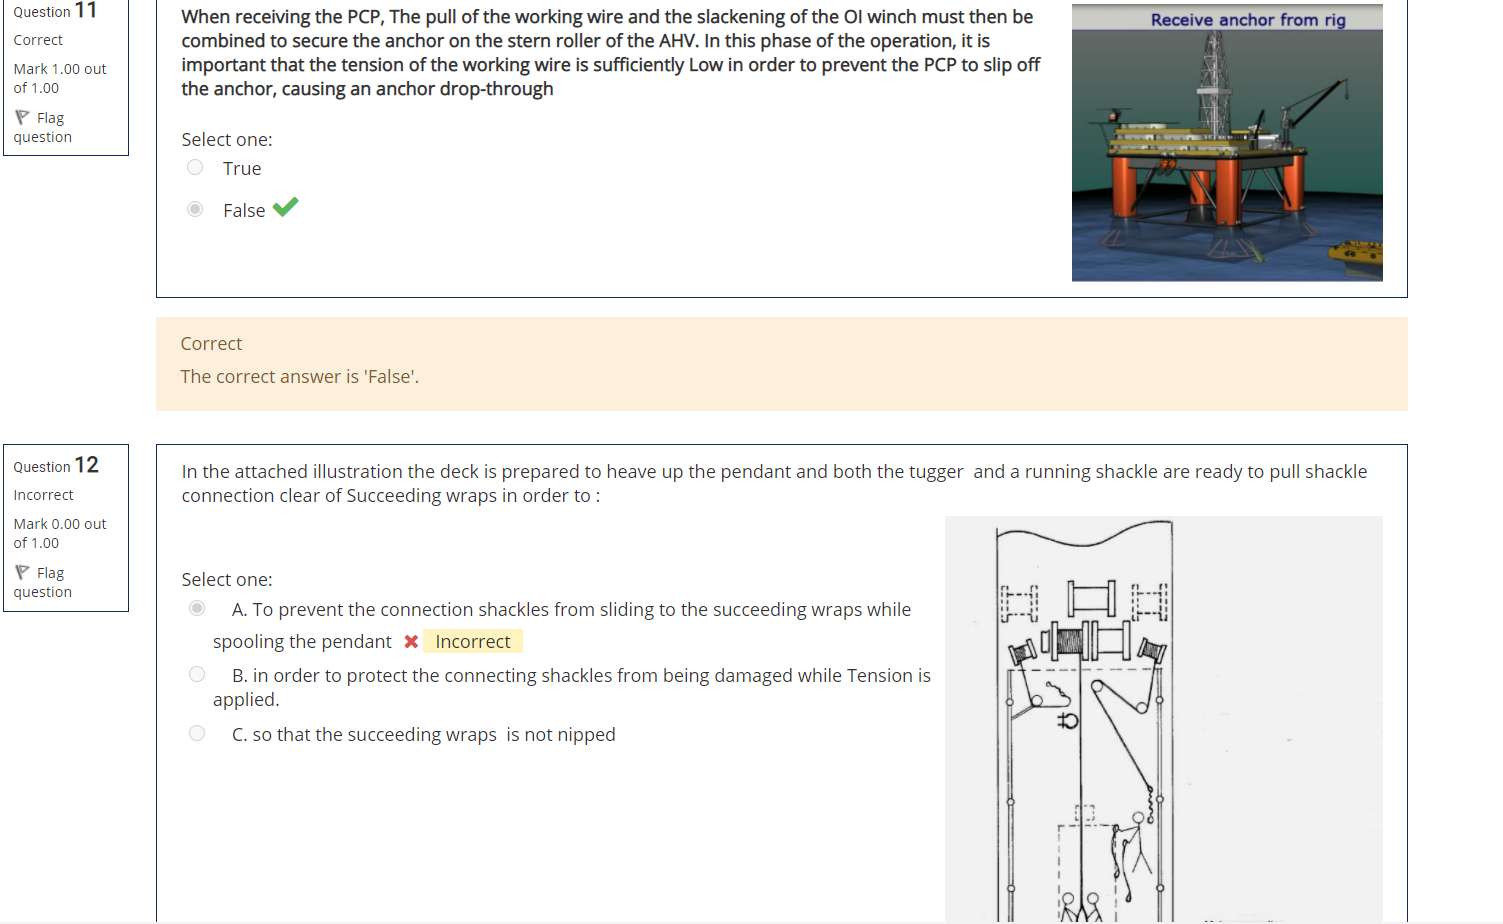 Question 11
Correct
Mark 1.00 out
of 1.00
Flag
question
When receiving the PCP, The pull of the working wire and the slackening of the OI winch must then be
combined to secure the anchor on the stern roller of the AHV. In this phase of the operation, it is
important that the tension of the working wire is sufficiently Low in order to prevent the PCP to slip off
the anchor, causing an anchor drop-through
Select one:
True
False
Receive anchor from rig
Correct
The correct answer is 'False'.
Question 12
Incorrect
Mark 0.00 out
of 1.00
Flag
question
In the attached illustration the deck is prepared to heave up the pendant and both the tugger and a running shackle are ready to pull shackle
connection clear of Succeeding wraps in order to :
Select one:
A. To prevent the connection shackles from sliding to the succeeding wraps while
spooling the pendant Incorrect
B. in order to protect the connecting shackles from being damaged while Tension is
applied.
C. so that the succeeding wraps is not nipped